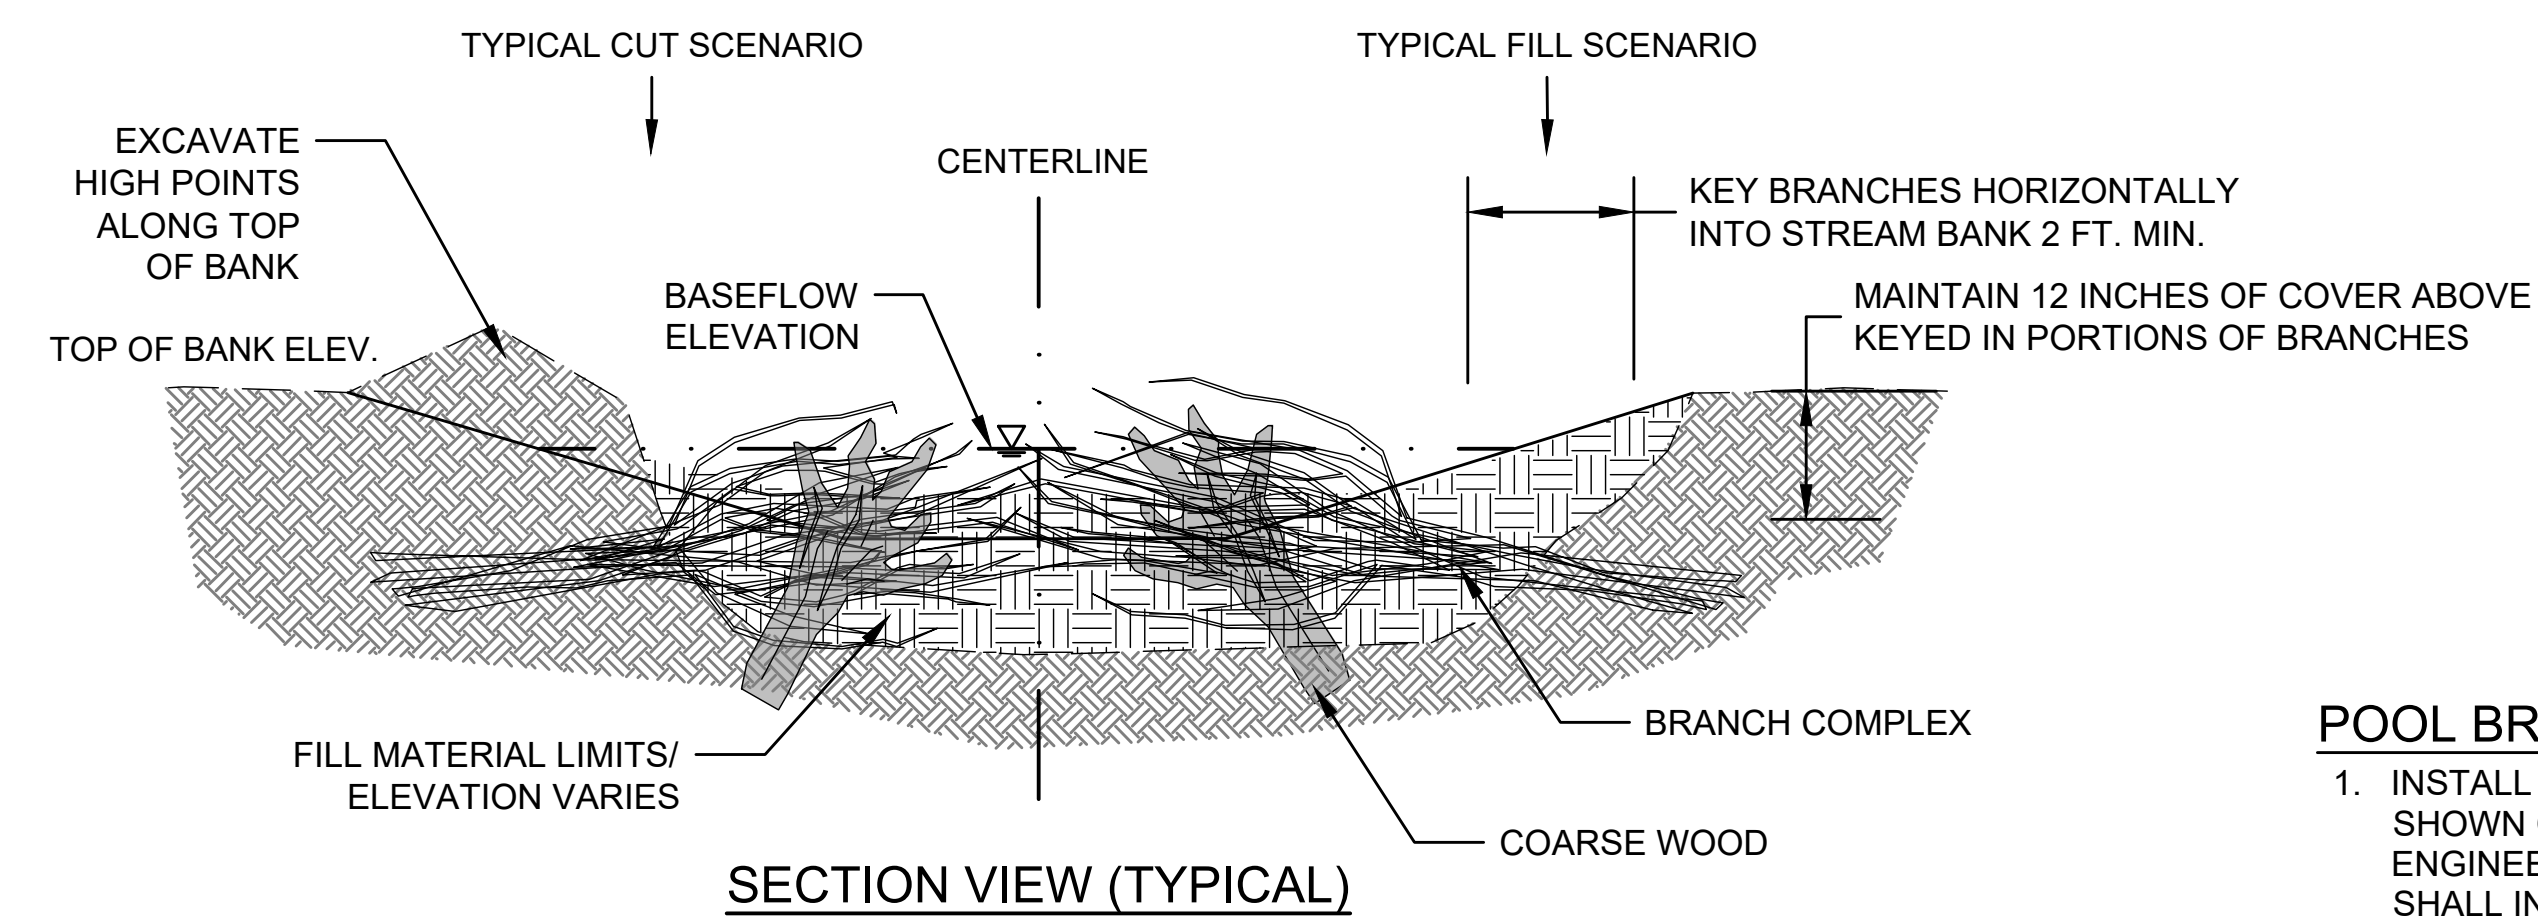 TYPICAL CUT SCENARIO
TYPICAL FILL SCENARIO
EXCAVATE
HIGH POINTS
ALONG TOP
OF BANK
CENTERLINE
KEY BRANCHES HORIZONTALLY
INTO STREAM BANK 2 FT. MIN.
BASEFLOW
ELEVATION
MAINTAIN 12 INCHES OF COVER ABOVE
KEYED IN PORTIONS OF BRANCHES
TOP OF BANK ELEV.
FILL MATERIAL LIMITS/
ELEVATION VARIES
BRANCH COMPLEX
COARSE WOOD
SECTION VIEW (TYPICAL)
POOL BR
1. INSTALL
SHOWN
ENGINEE
SHALL IN